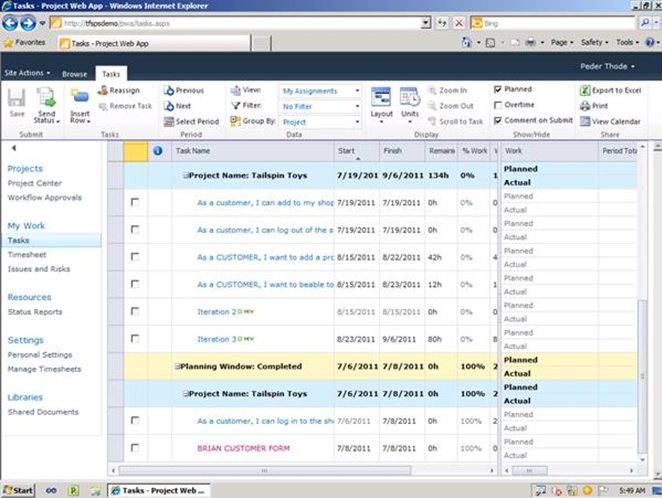 Tasks - Project Web App - Windows Internet Explorer
http://tfspsdemo/pwa/tasks.aspx
Bing
Favorites Tasks - Project Web App
Page Safety Tools
Peder Thode
Site Actions Browse Tasks
Save
Submit
Send Status
Insert Row
Reassign
Remove Task
Tasks
Previous
Next
Select Period
Period
View: My Assignments
Filter: No Filter
Group By: Project
Data
Layout
Units
Zoom In
Zoom Out
Scroll to Task
Display
Planned
Overtime
Comment on Submit
Show/Hide
Export to Excel
Print
View Calendar
Share
Projects
Project Center
Workflow Approvals
My Work
Tasks
Timesheet
Issues and Risks
Resources
Status Reports
Settings
Personal Settings
Manage Timesheets
Libraries
Shared Documents
Task Name Start Finish Remaini % Work Work Period Tota
Project Name: Tailspin Toys 7/19/201 9/6/2011 134h 0% 1 Planned
Actual
As a customer, I can add to my shop 7/19/2011 7/19/2011 0h 0% Planned
Actual
As a customer, I can log out of the s 7/19/2011 7/19/2011 0h 0% Planned
Actual
As a CUSTOMER, I want to add a pro 8/15/2011 8/22/2011 42h 0% Planned
Actual
As a CUSTOMER, I want to beable to 8/15/2011 8/23/2011 12h 0% Planned
Actual
Iteration 2 NEW 8/15/2011 8/15/2011 0h 0% Planned
Actual
Iteration 3 NEW 8/23/2011 9/6/2011 80h 0% Planned
Actual
Planning Window: Completed 7/6/2011 7/8/2011 0h 100% 2 Planned
Actual
Project Name: Tailspin Toys 7/6/2011 7/8/2011 0h 100% 2 Planned
Actual
As a customer, I can log in to the sh 7/6/2011 7/8/2011 0h 100% Planned
Actual
BRIAN CUSTOMER FORM 7/8/2011 7/8/2011 0h 100% Planned
Actual
Start Tasks - Project Web ... 5:49 AM